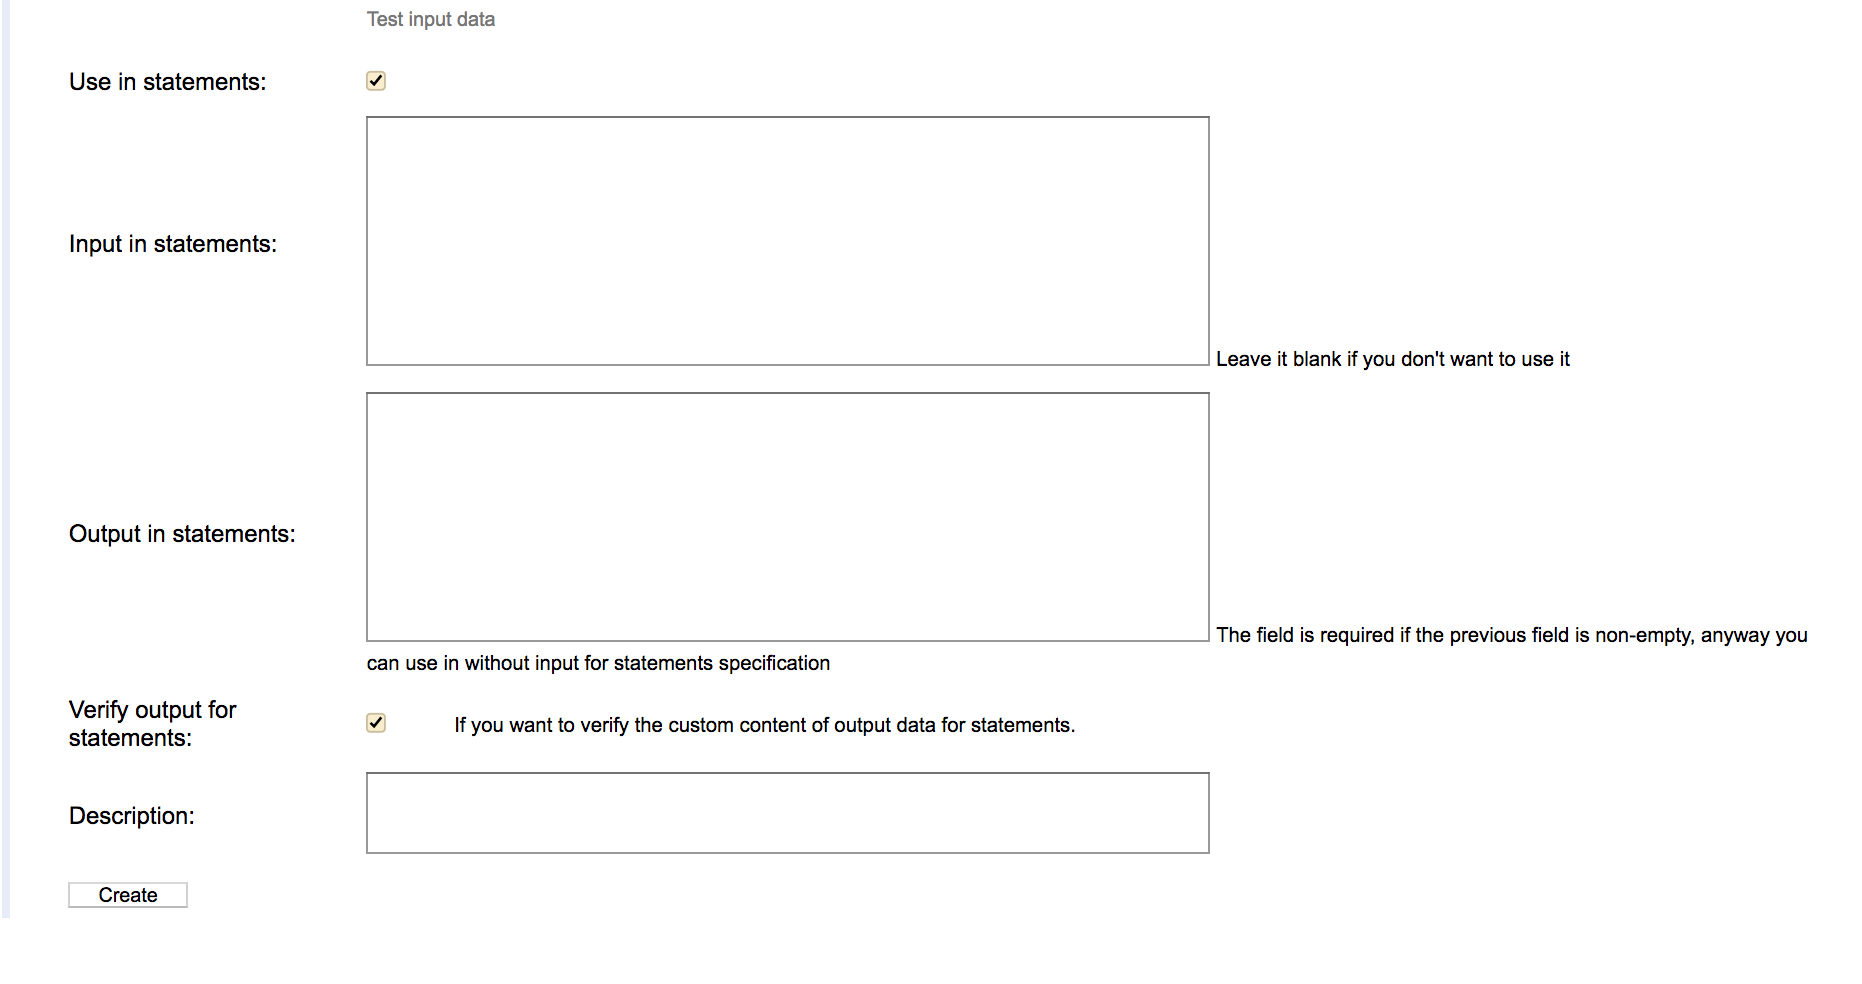 Test input data
Use in statements:
Input in statements:
Leave it blank if you don't want to use it
Output in statements:
The field is required if the previous field is non-empty, anyway you
can use in without input for statements specification
Verify output for
statements:
If you want to verify the custom content of output data for statements.
Description:
Create